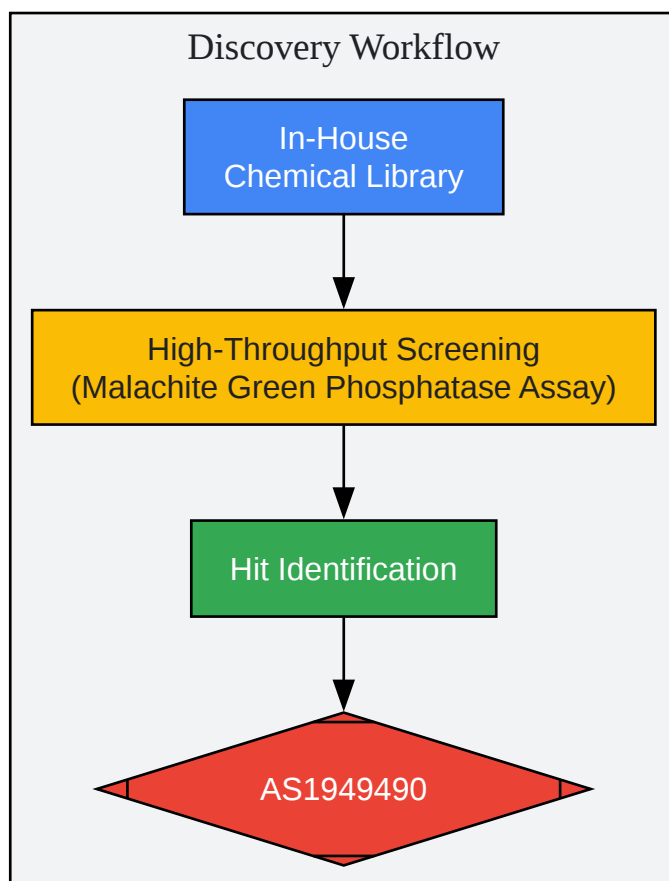 Discovery Workflow
In-House
Chemical Library
High-Throughput Screening
(Malachite Green Phosphatase Assay)
Hit Identification
AS1949490